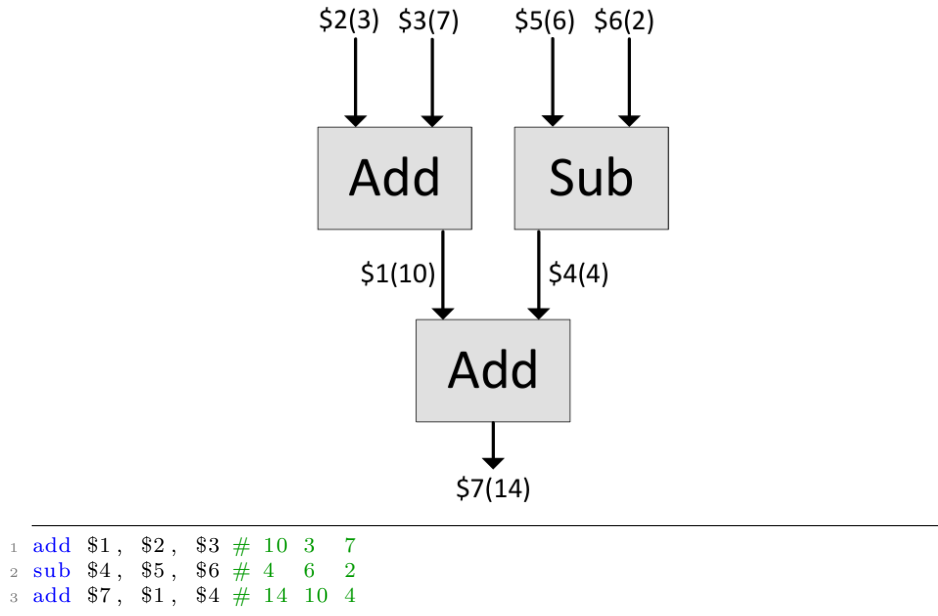 $2(3) $3(7) $5(6) $6(2)
Add Sub
$1(10) $4(4)
Add
$7(14)
1 add $1, $2, $3 # 10 3 7
2 sub $4, $5, $6 # 4 6 2
3 add $7, $1, $4 # 14 10 4